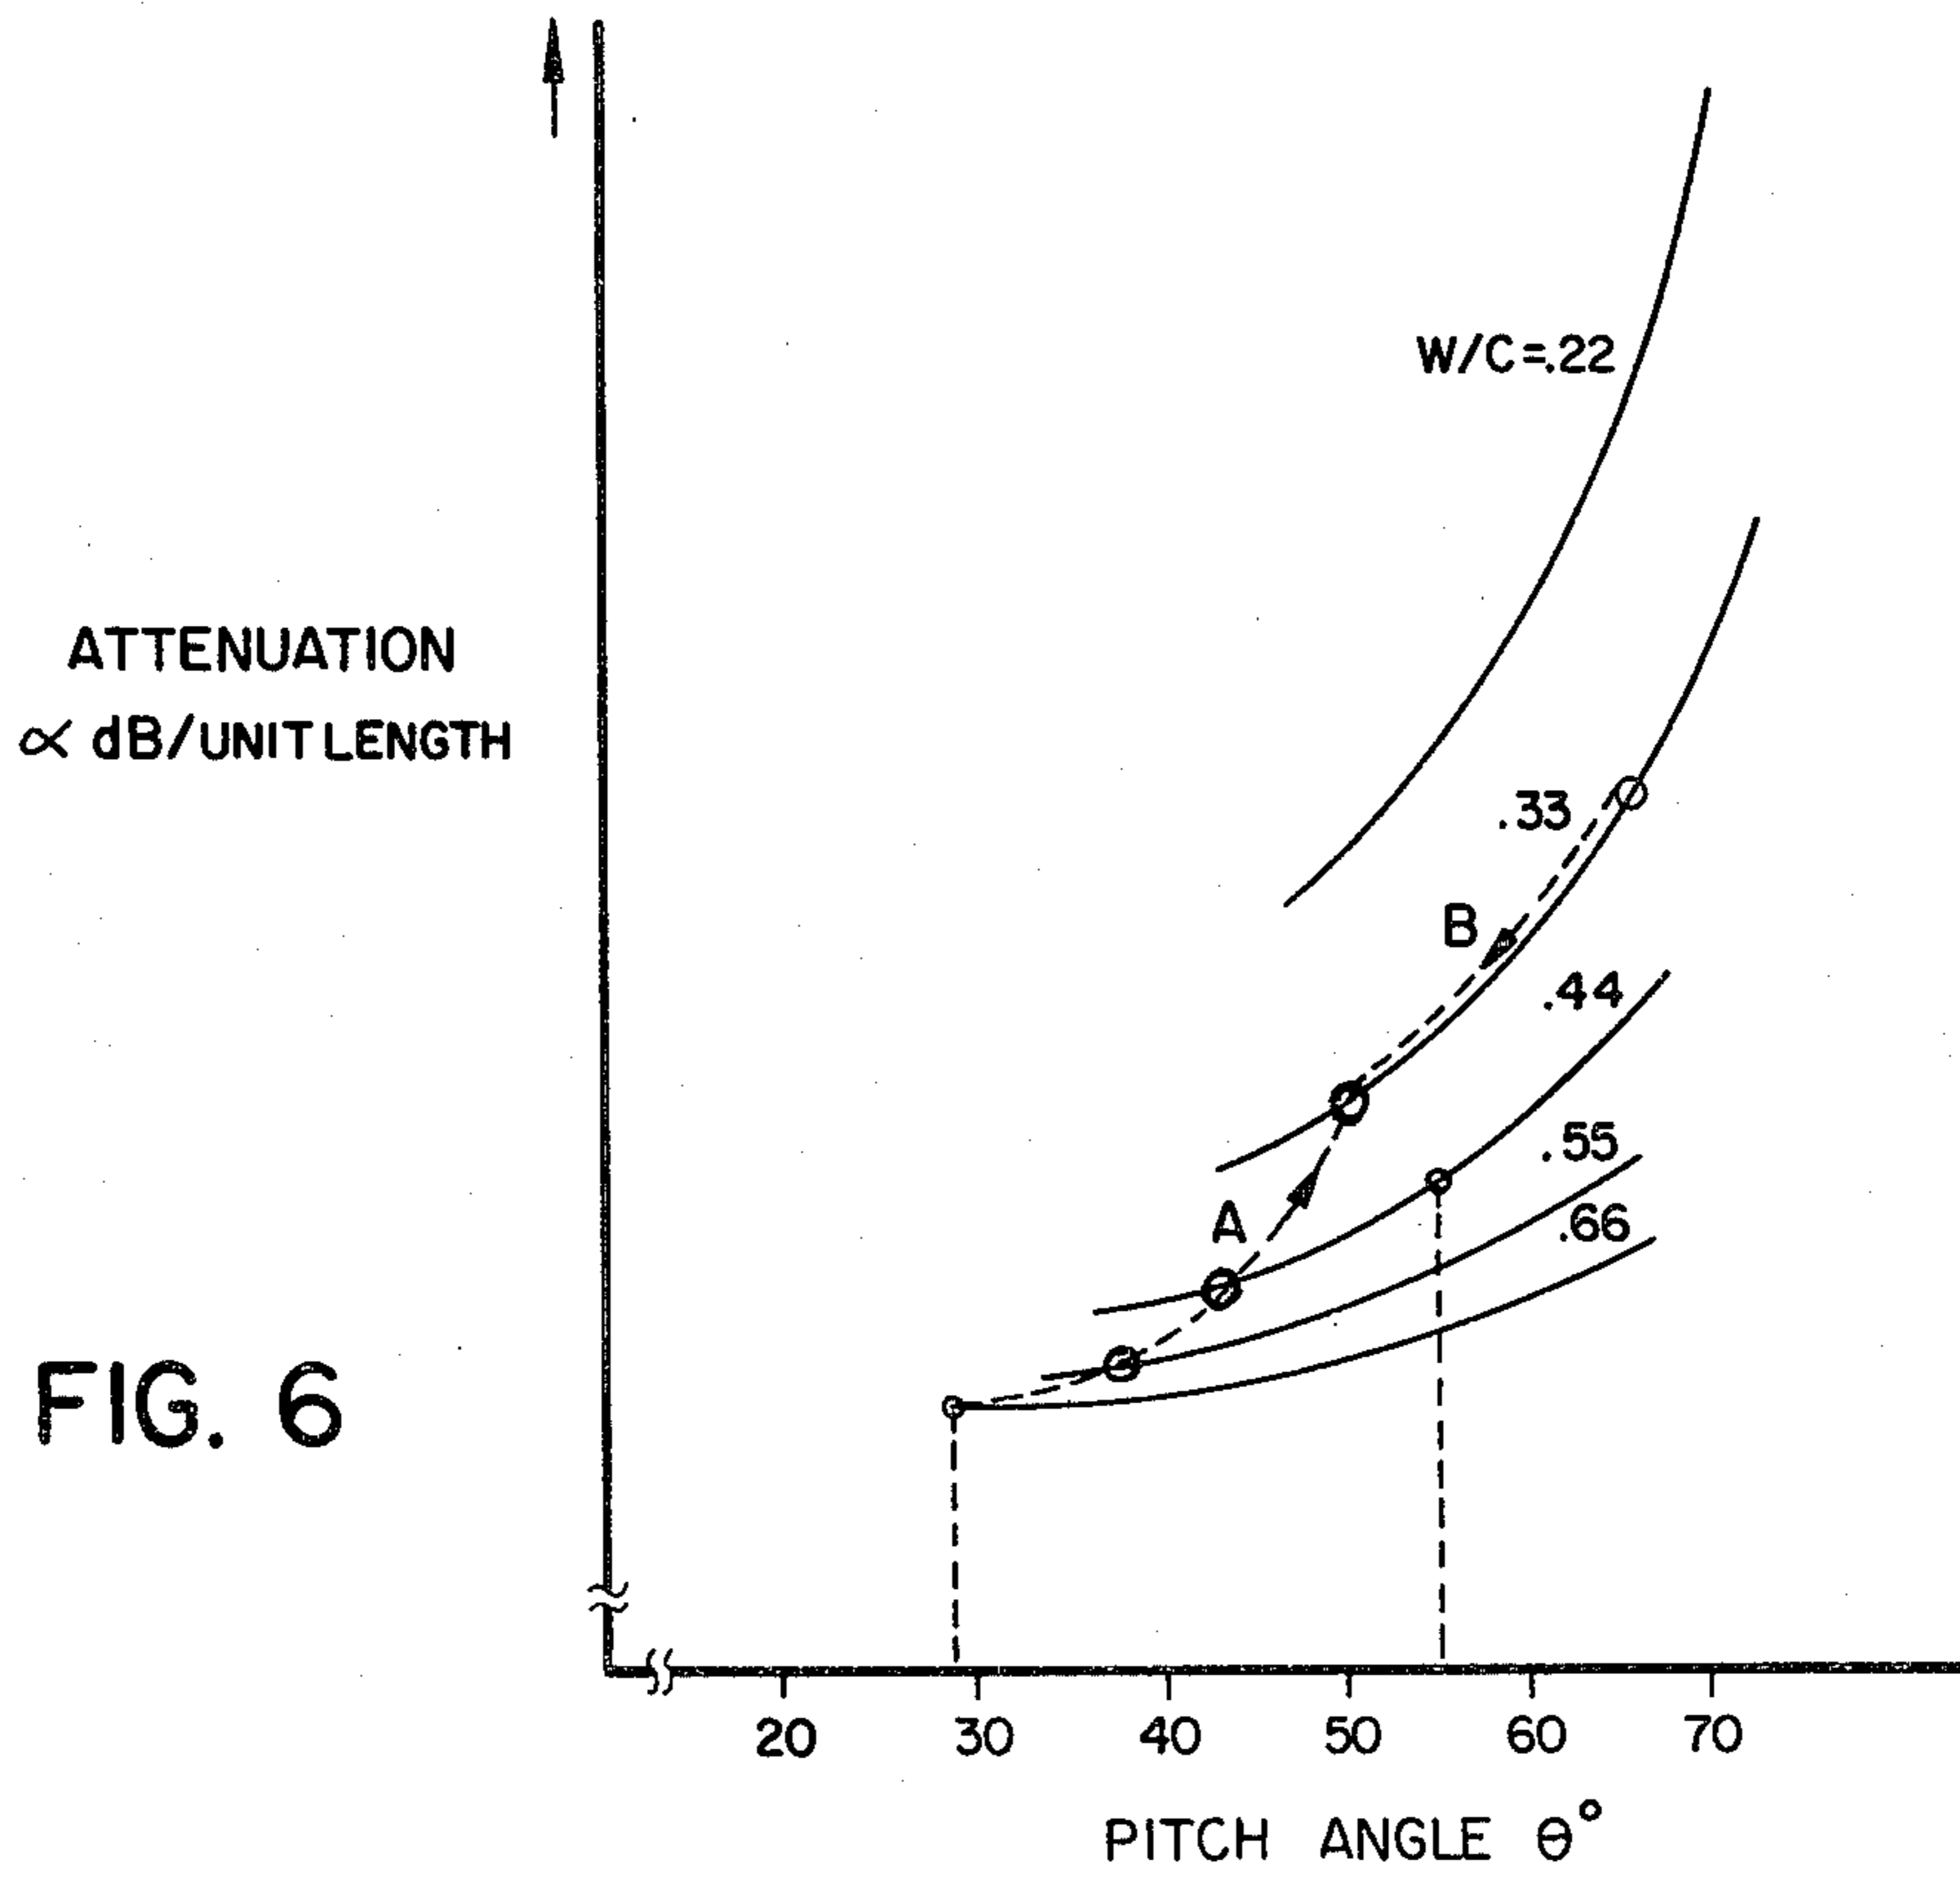 W/C=.22
ATTENUATION
∝ dB/UNIT LENGTH
.33
B
.44
.55
.66
A
FIG. 6
20 30 40 50 60 70
PITCH ANGLE θ°